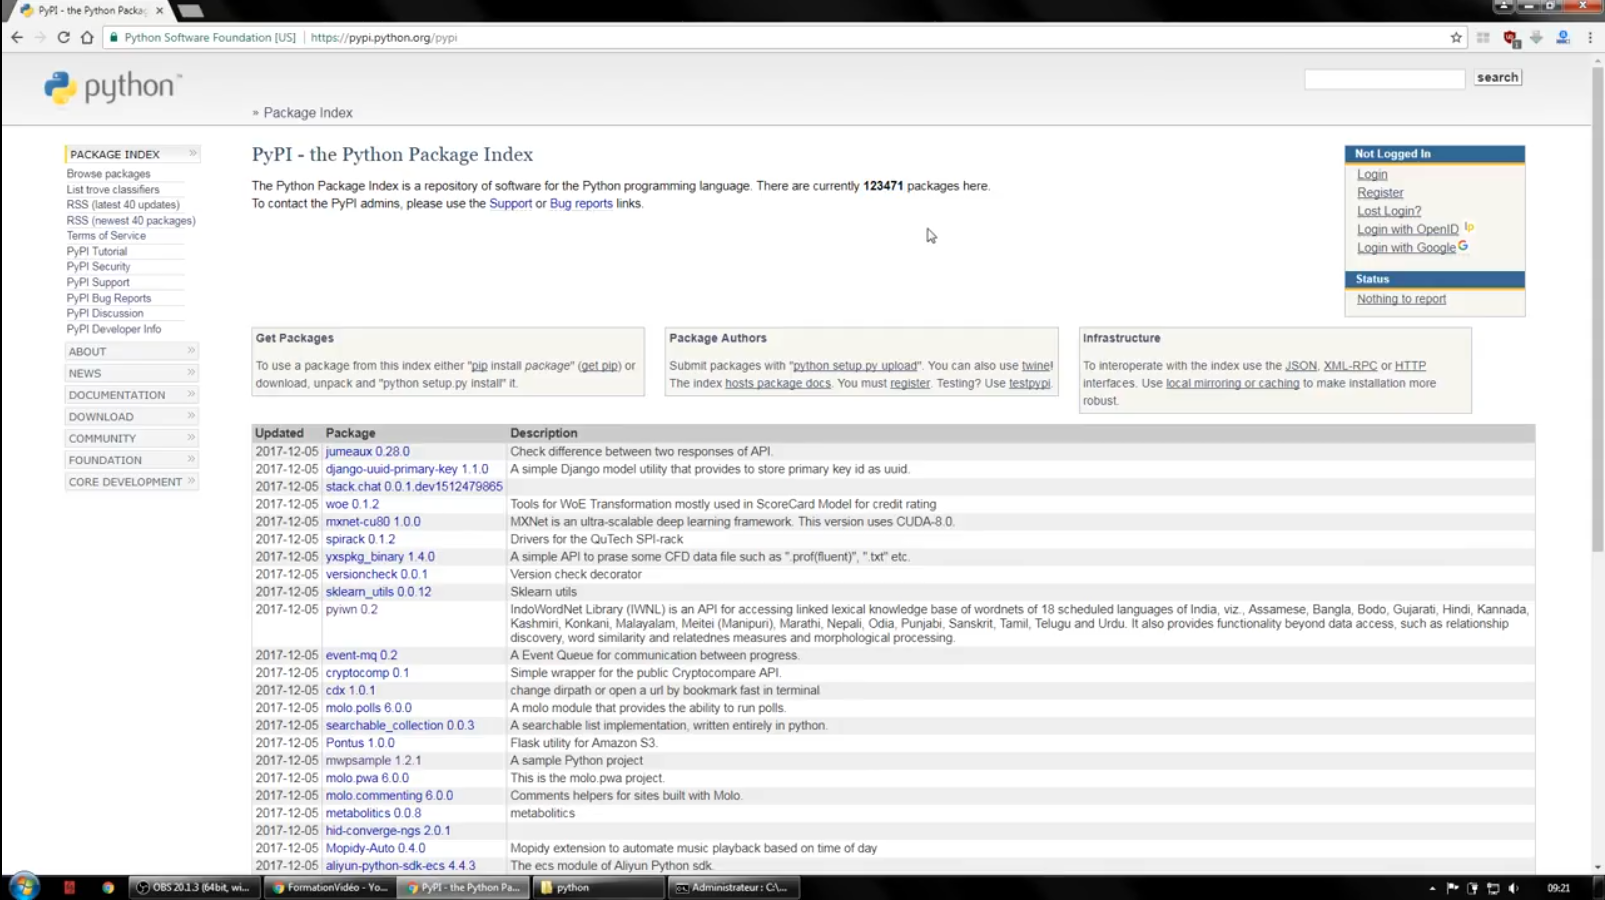 PyPI - the Python Packa
Python Software Foundation [US]
https://pypi.python.org/pypi
python™
search
» Package Index
PACKAGE INDEX »
Browse packages
List trove classifiers
RSS (latest 40 updates)
RSS (newest 40 packages)
Terms of Service
PyPI Tutorial
PyPI Security
PyPI Support
PyPI Bug Reports
PyPI Discussion
PyPI Developer Info
ABOUT »
NEWS »
DOCUMENTATION »
DOWNLOAD »
COMMUNITY »
FOUNDATION »
CORE DEVELOPMENT »
PyPI - the Python Package Index
The Python Package Index is a repository of software for the Python programming language. There are currently 123471 packages here.
To contact the PyPI admins, please use the Support or Bug reports links.
Not Logged In
Login
Register
Lost Login?
Login with OpenID
Login with Google
Status
Nothing to report
Get Packages
To use a package from this index either "pip install package" (get pip) or
download, unpack and "python setup.py install" it.
Package Authors
Submit packages with "python setup.py upload". You can also use twine!
The index hosts package docs. You must register. Testing? Use testpypi.
Infrastructure
To interoperate with the index use the JSON, XML-RPC or HTTP
interfaces. Use local mirroring or caching to make installation more
robust.
Updated Package Description
2017-12-05 jumeaux 0.28.0 Check difference between two responses of API.
2017-12-05 django-uuid-primary-key 1.1.0 A simple Django model utility that provides to store primary key id as uuid.
2017-12-05 stack.chat 0.0.1.dev1512479865
2017-12-05 woe 0.1.2 Tools for WoE Transformation mostly used in ScoreCard Model for credit rating
2017-12-05 mxnet-cu80 1.0.0 MXNet is an ultra-scalable deep learning framework. This version uses CUDA-8.0.
2017-12-05 spirack 0.1.2 Drivers for the QuTech SPI-rack
2017-12-05 yxspkg_binary 1.4.0 A simple API to prase some CFD data file such as ".prof(fluent)", ".txt" etc.
2017-12-05 versioncheck 0.0.1 Version check decorator
2017-12-05 sklearn_utils 0.0.12 Sklearn utils
2017-12-05 pyiwn 0.2 IndoWordNet Library (IWNL) is an API for accessing linked lexical knowledge base of wordnets of 18 scheduled languages of India, viz., Assamese, Bangla, Bodo, Gujarati, Hindi, Kannada,
Kashmiri, Konkani, Malayalam, Meitei (Manipuri), Marathi, Nepali, Odia, Punjabi, Sanskrit, Tamil, Telugu and Urdu. It also provides functionality beyond data access, such as relationship
discovery, word similarity and relatednes measures and morphological processing.
2017-12-05 event-mq 0.2 A Event Queue for communication between progress.
2017-12-05 cryptocomp 0.1 Simple wrapper for the public Cryptocompare API.
2017-12-05 cdx 1.0.1 change dirpath or open a url by bookmark fast in terminal
2017-12-05 molo.polls 6.0.0 A molo module that provides the ability to run polls.
2017-12-05 searchable_collection 0.0.3 A searchable list implementation, written entirely in python.
2017-12-05 Pontus 1.0.0 Flask utility for Amazon S3.
2017-12-05 mwpsample 1.2.1 A sample Python project
2017-12-05 molo.pwa 6.0.0 This is the molo.pwa project.
2017-12-05 molo.commenting 6.0.0 Comments helpers for sites built with Molo.
2017-12-05 metabolitics 0.0.8 metabolitics
2017-12-05 hid-converge-ngs 2.0.1
2017-12-05 Mopidy-Auto 0.4.0 Mopidy extension to automate music playback based on time of day
2017-12-05 aliyun-python-sdk-ecs 4.4.3 The ecs module of Aliyun Python sdk.
OBS 20.1.3 (64bit, wi...
FormationVidéo - Yo...
PyPI - the Python Pa...
python
Administrateur : C:\...
09:21